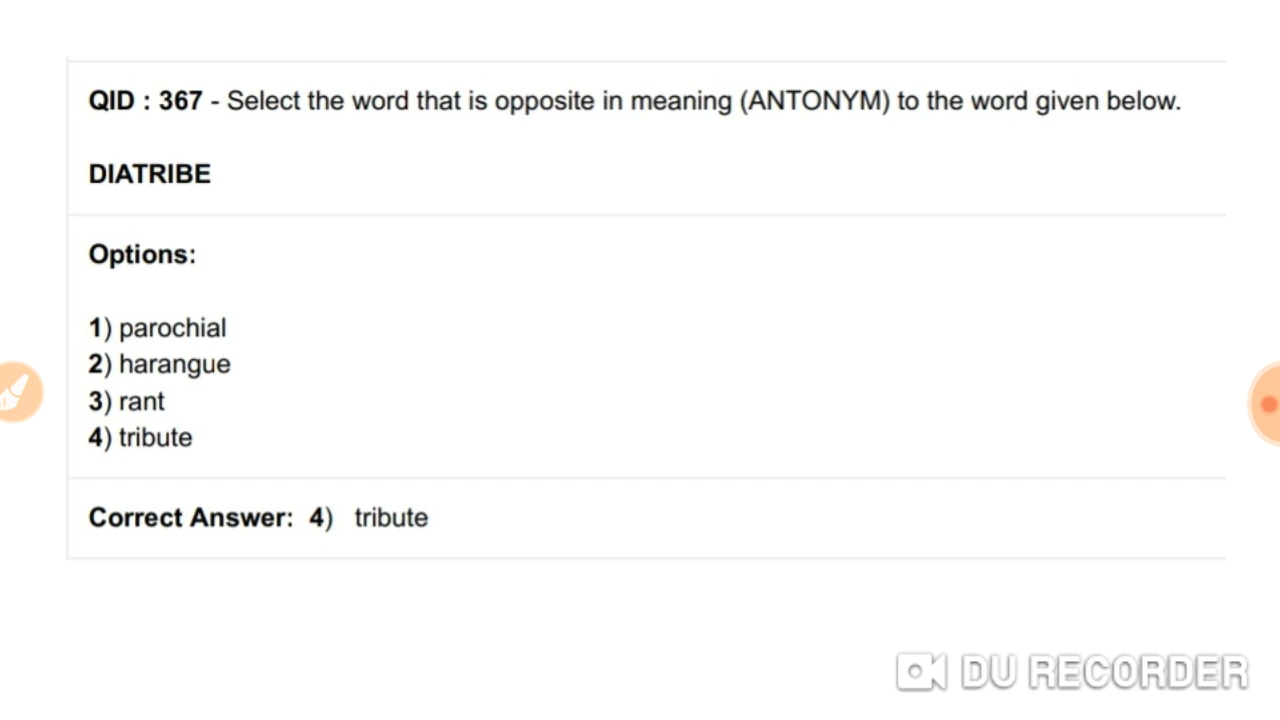 QID : 367 - Select the word that is opposite in meaning (ANTONYM) to the word given below.
DIATRIBE
Options:
1) parochial
2) harangue
3) rant
4) tribute
Correct Answer: 4) tribute
DU RECORDER